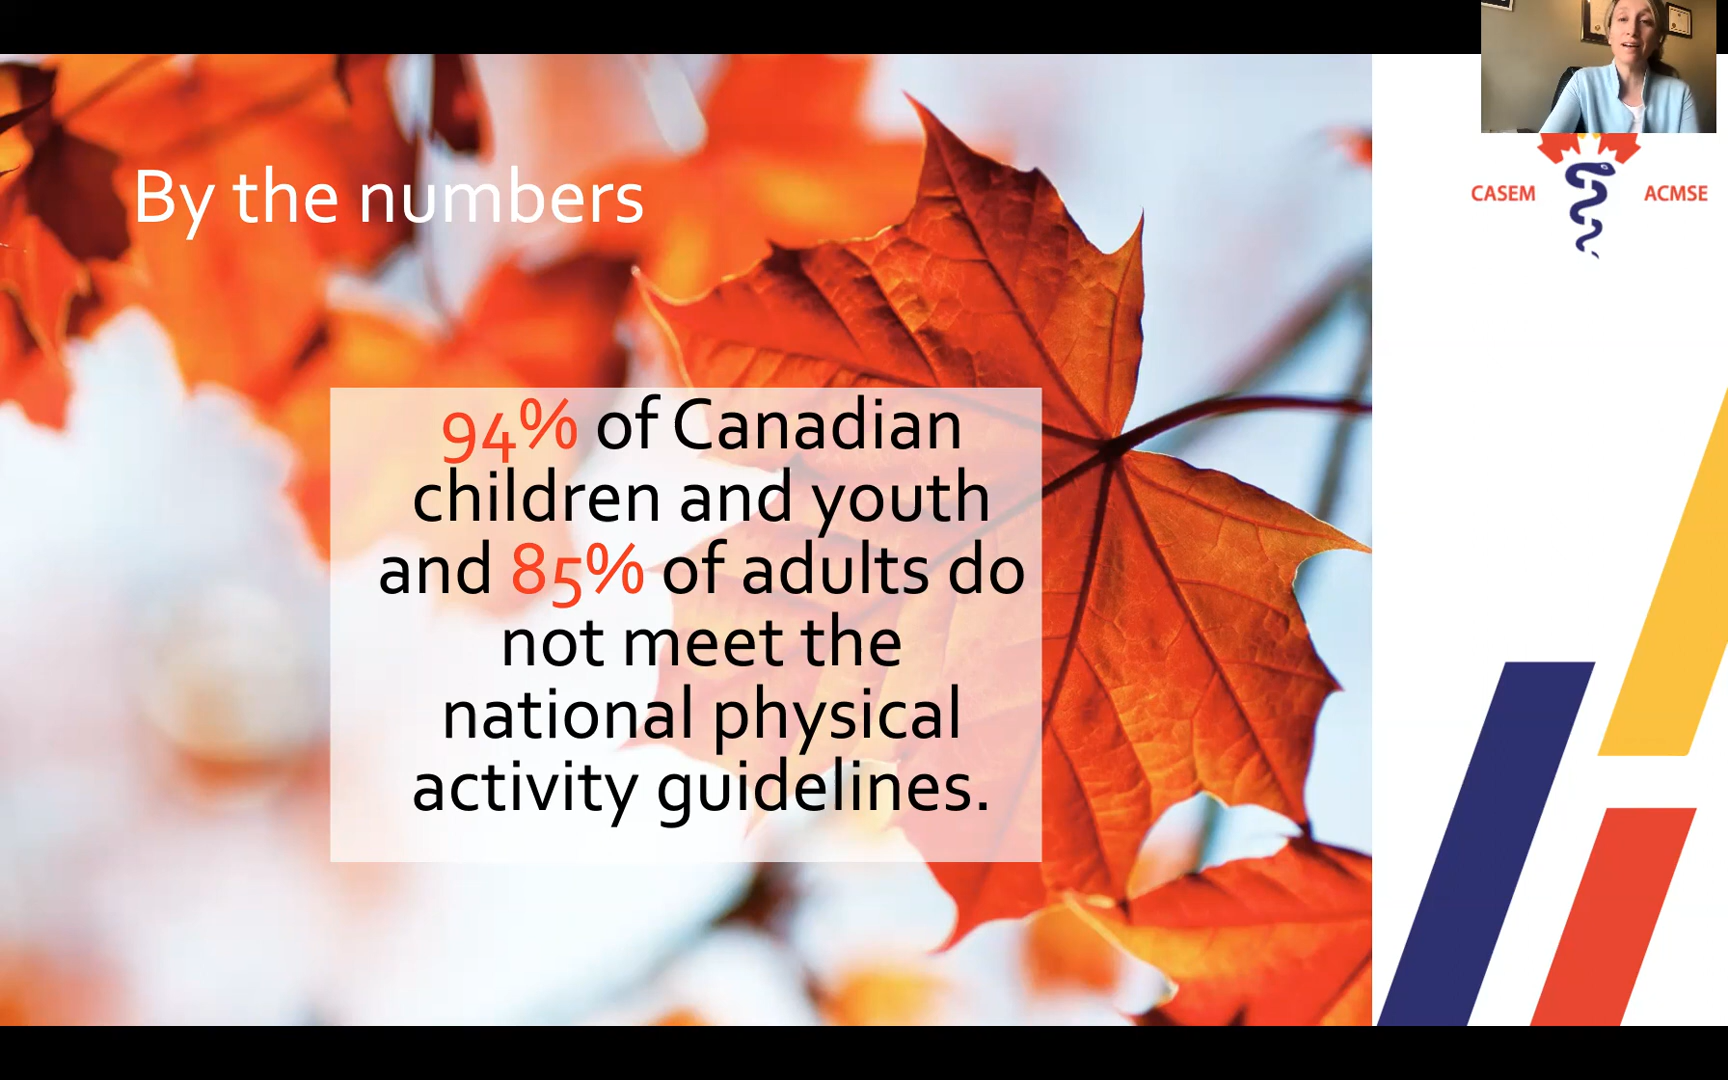 By the numbers
94% of Canadian
children and youth
and 85% of adults do
not meet the
national physical
activity guidelines.
CASEM
ACMSE